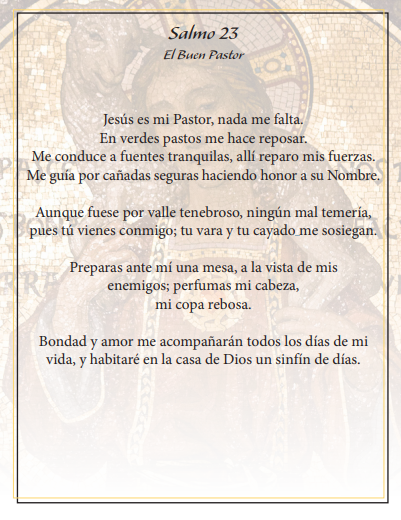 Salmo 23
El Buen Pastor
Jesús es mi Pastor, nada me falta.
En verdes pastos me hace reposar.
Me conduce a fuentes tranquilas, allí reparo mis fuerzas.
Me guía por cañadas seguras haciendo honor a su Nombre.
Aunque fuese por valle tenebroso, ningún mal temería,
pues tú vienes conmigo; tu vara y tu cayado me sosiegan.
Preparas ante mí una mesa, a la vista de mis
enemigos; perfumas mi cabeza,
mi copa rebosa.
Bondad y amor me acompañarán todos los días de mi
vida, y habitaré en la casa de Dios un sinfín de días.